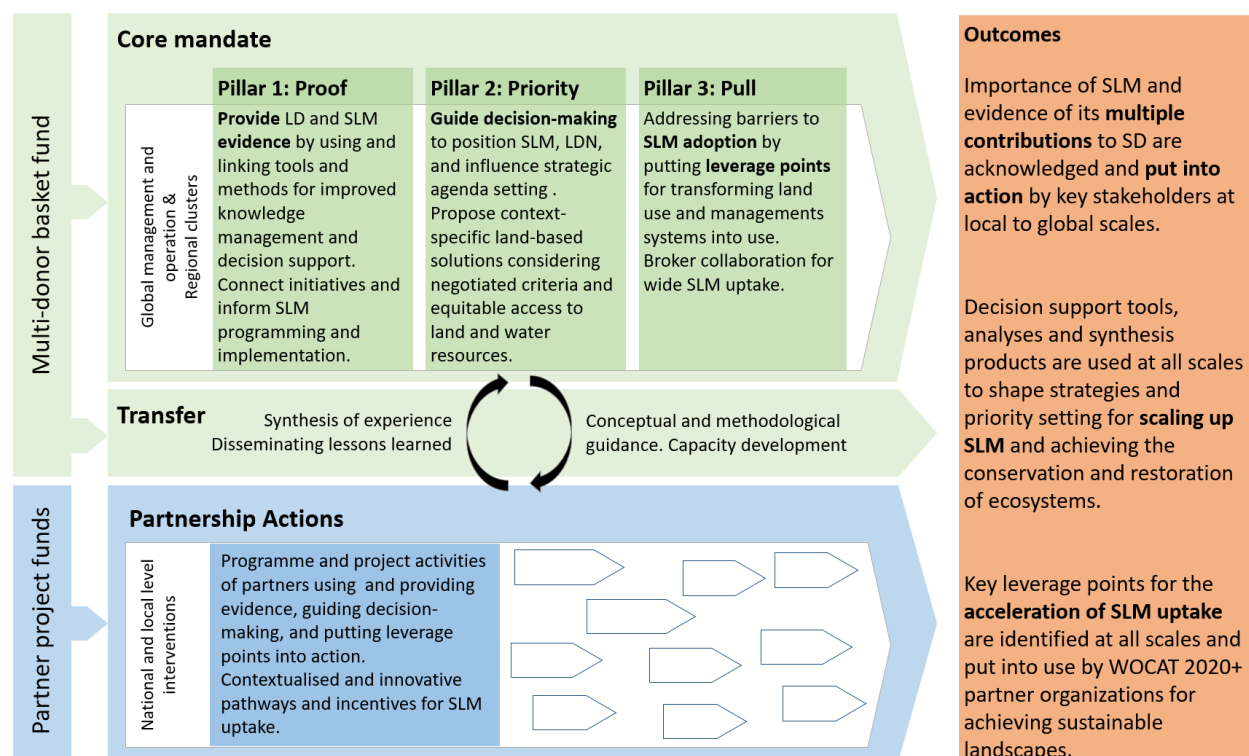 Multi-donor basket fund
Core mandate
Global management and
operation &
Regional clusters
Pillar 1: Proof
Provide LD and SLM
evidence by using and
linking tools and
methods for improved
knowledge
management and
decision support.
Connect initiatives and
inform SLM
programming and
implementation.
Pillar 2: Priority
Guide decision-making
to position SLM, LDN,
and influence strategic
agenda setting .
Propose context-
specific land-based
solutions considering
negotiated criteria and
equitable access to
land and water
resources.
Pillar 3: Pull
Addressing barriers to
SLM adoption by
putting leverage points
for transforming land
use and managements
systems into use.
Broker collaboration for
wide SLM uptake.
Transfer
Synthesis of experience
Disseminating lessons learned
Conceptual and methodological
guidance. Capacity development
Partner project funds
Partnership Actions
National and local level
interventions
Programme and project activities
of partners using  and providing
evidence, guiding decision-
making, and putting leverage
points into action.
Contextualised and innovative
pathways and incentives for SLM
uptake.
Outcomes
Importance of SLM and
evidence of its multiple
contributions to SD are
acknowledged and put into
action by key stakeholders at
local to global scales.
Decision support tools,
analyses and synthesis
products are used at all scales
to shape strategies and
priority setting for scaling up
SLM and achieving the
conservation and restoration
of ecosystems.
Key leverage points for the
acceleration of SLM uptake
are identified at all scales and
put into use by WOCAT 2020+
partner organizations for
achieving sustainable
landscapes.